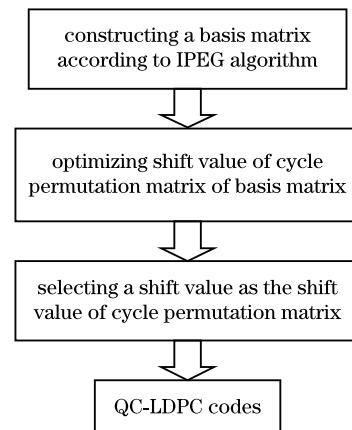 constructing a basis matrix
according to IPEG algorithm
optimizing shift value of cycle
permutation matrix of basis matrix
selecting a shift value as the shift
value of cycle permutation matrix
QC-LDPC codes